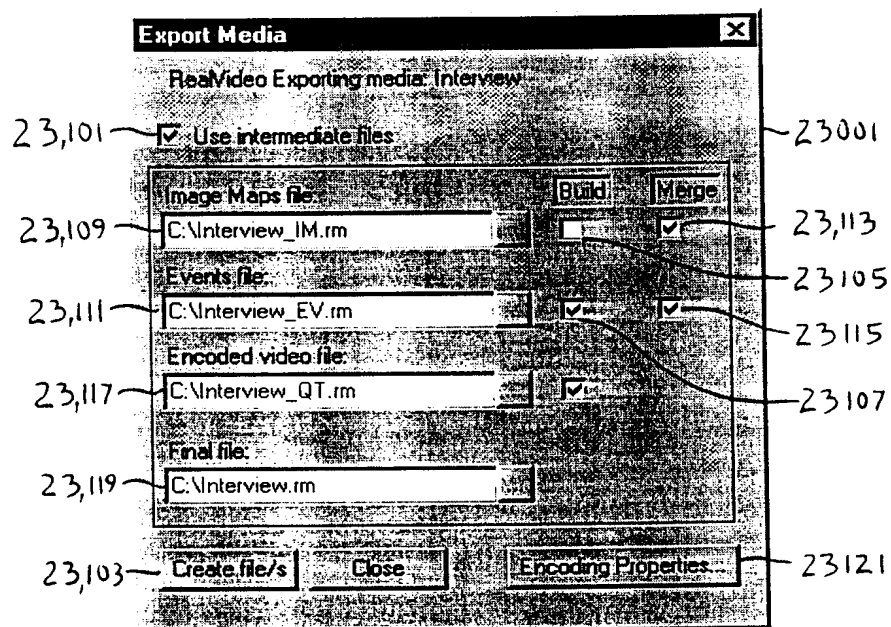 Export Media
RealVideo Exporting media: Interview
23,101
Use intermediate files
23001
Image Maps file:
Build
Merge
23,109
C:\Interview_IM.rm
23,113
23105
Events file:
23,111
C:\Interview_EV.rm
23115
Encoded video file:
23,117
C:\Interview_QT.rm
23107
Final file:
23,119
C:\Interview.rm
23,103
Create file/s
Close
Encoding Properties...
23121